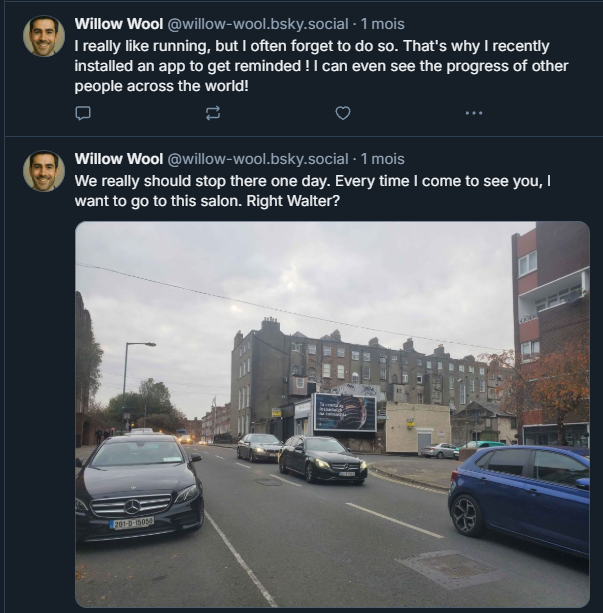 Willow Wool @willow-wool.bsky.social · 1 mois
I really like running, but I often forget to do so. That's why I recently
installed an app to get reminded ! I can even see the progress of other
people across the world!
Willow Wool @willow-wool.bsky.social · 1 mois
We really should stop there one day. Every time I come to see you, I
want to go to this salon. Right Walter?
201-D-15050